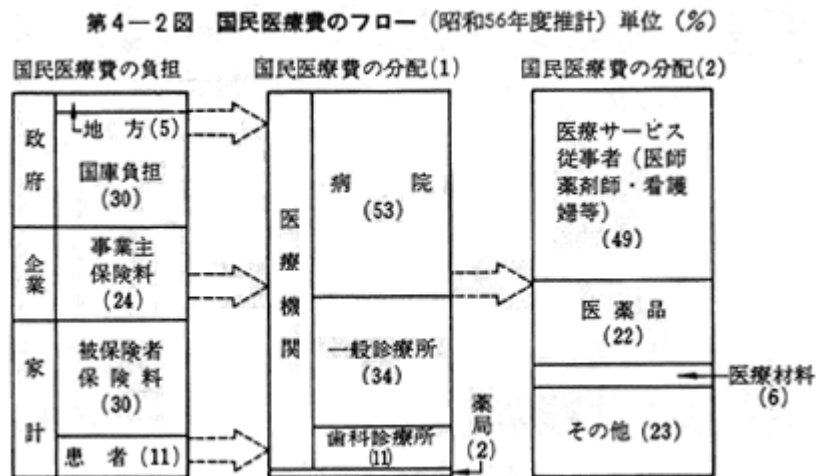 第4―2図 国民医療費のフロー（昭和56年度推計）単位（％）
国民医療費の負担
政府
地方(5)
国庫負担
(30)
企業
事業主
保険料
(24)
家計
被保険者
保険料
(30)
患者(11)
国民医療費の分配(1)
医療機関
病院
(53)
一般診療所
(34)
歯科診療所
(11)
薬局
(2)
国民医療費の分配(2)
医療サービス
従事者（医師
薬剤師・看護
婦等）
(49)
医薬品
(22)
医療材料
(6)
その他(23)